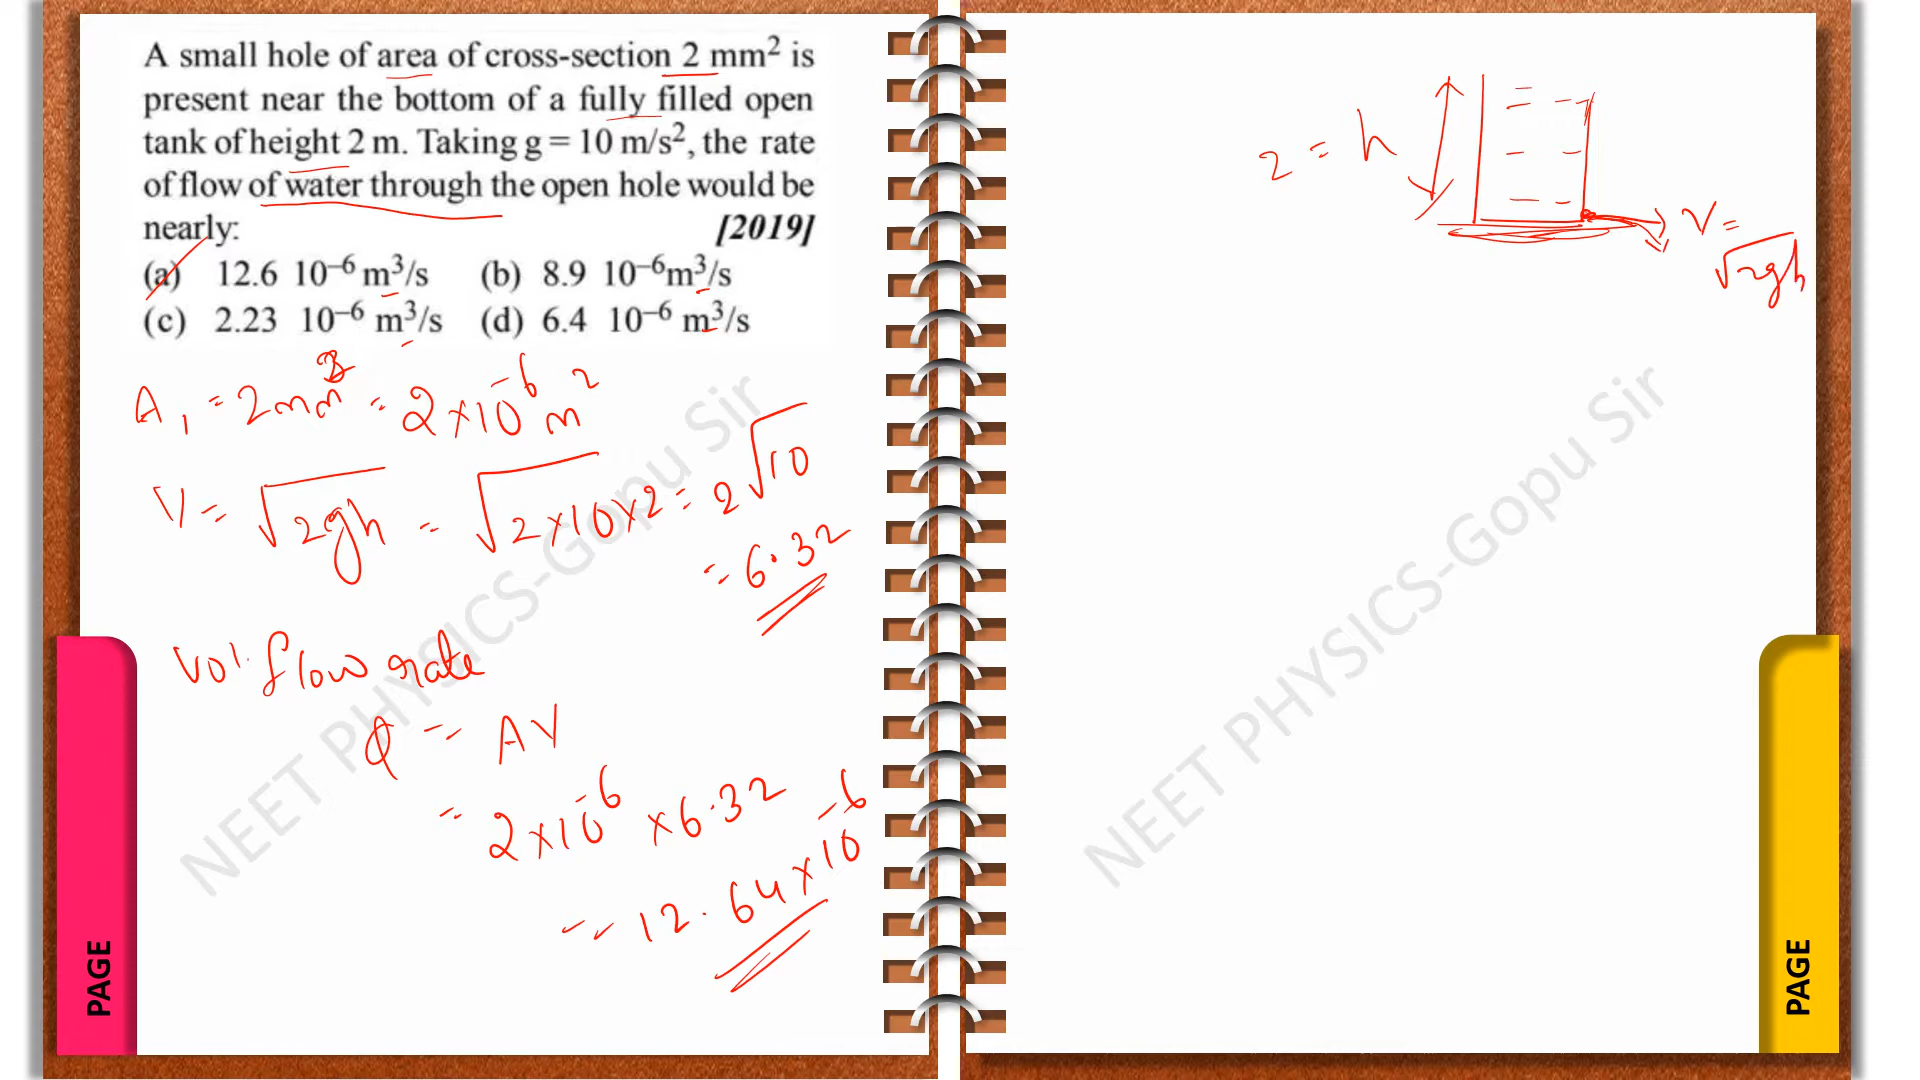 A small hole of area of cross-section 2 mm² is
present near the bottom of a fully filled open
tank of height 2 m. Taking g = 10 m/s², the rate
of flow of water through the open hole would be
nearly: [2019]
(a) 12.6 10⁻⁶ m³/s (b) 8.9 10⁻⁶m³/s
(c) 2.23 10⁻⁶ m³/s (d) 6.4 10⁻⁶ m³/s
A₁ = 2mm² = 2×10⁻⁶ m²
V = √2gh = √2×10×2 = 2√10
= 6.32
Vol. flow rate
Q = AV
= 2×10⁻⁶ ×6.32
= 12.64×10⁻⁶
NEET PHYSICS-Gopu Sir
PAGE
2 = h
V =
√2gh
NEET PHYSICS-Gopu Sir
PAGE